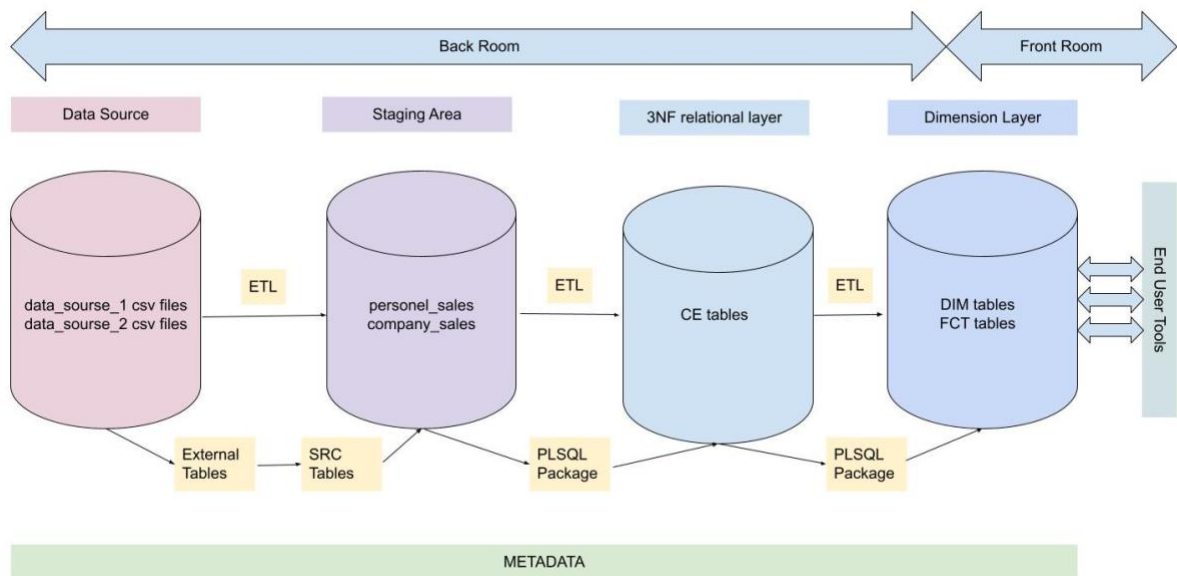 Back Room
Front Room
Data Source
Staging Area
3NF relational layer
Dimension Layer
ETL
ETL
ETL
data_sourse_1 csv files
data_sourse_2 csv files
personel_sales
company_sales
CE tables
DIM tables
FCT tables
End User Tools
External
Tables
SRC
Tables
PLSQL
Package
PLSQL
Package
METADATA